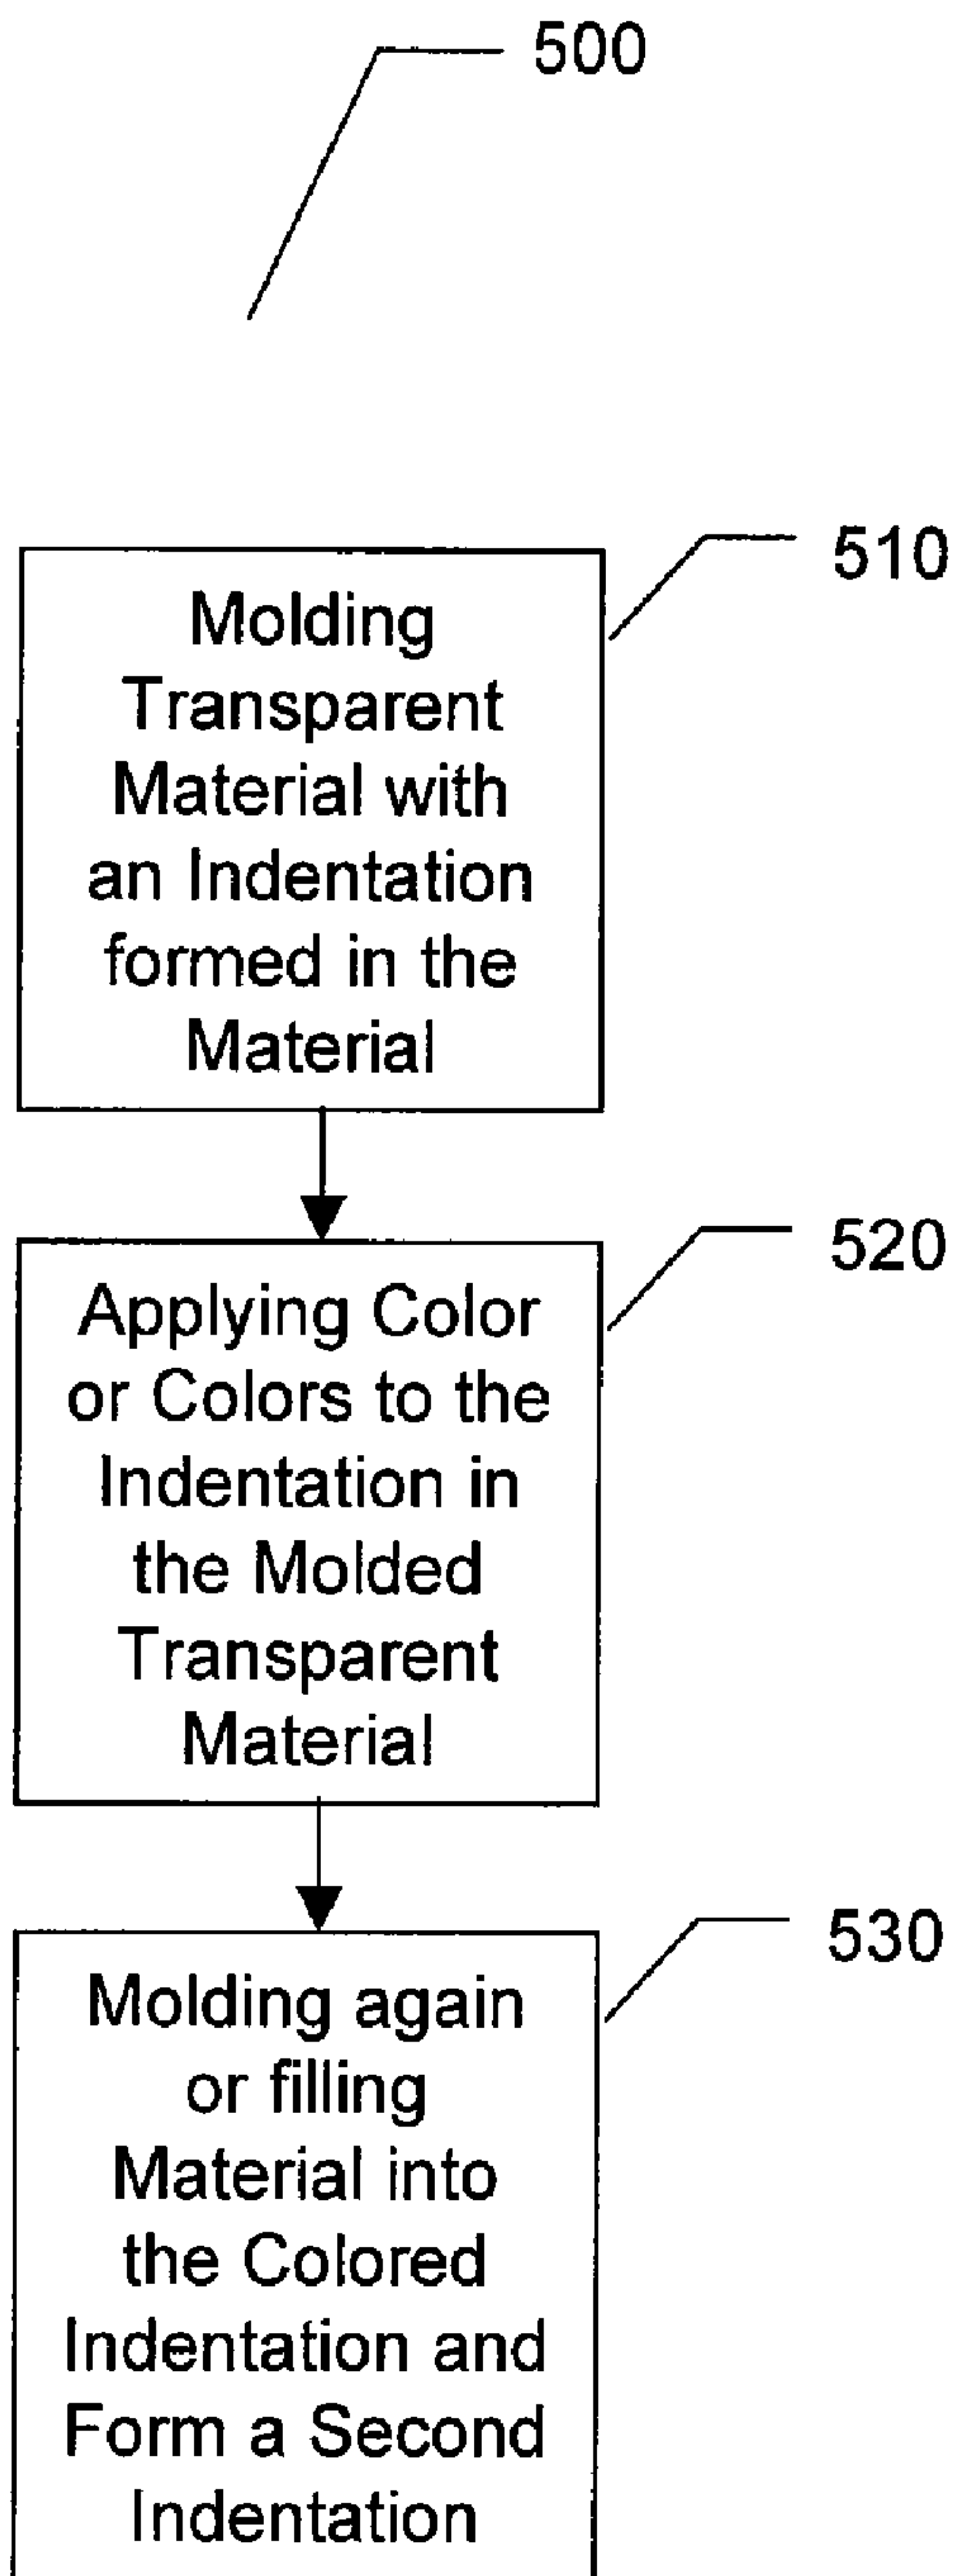 500
510
Molding
Transparent
Material with
an Indentation
formed in the
Material
520
Applying Color
or Colors to the
Indentation in
the Molded
Transparent
Material
530
Molding again
or filling
Material into
the Colored
Indentation and
Form a Second
Indentation